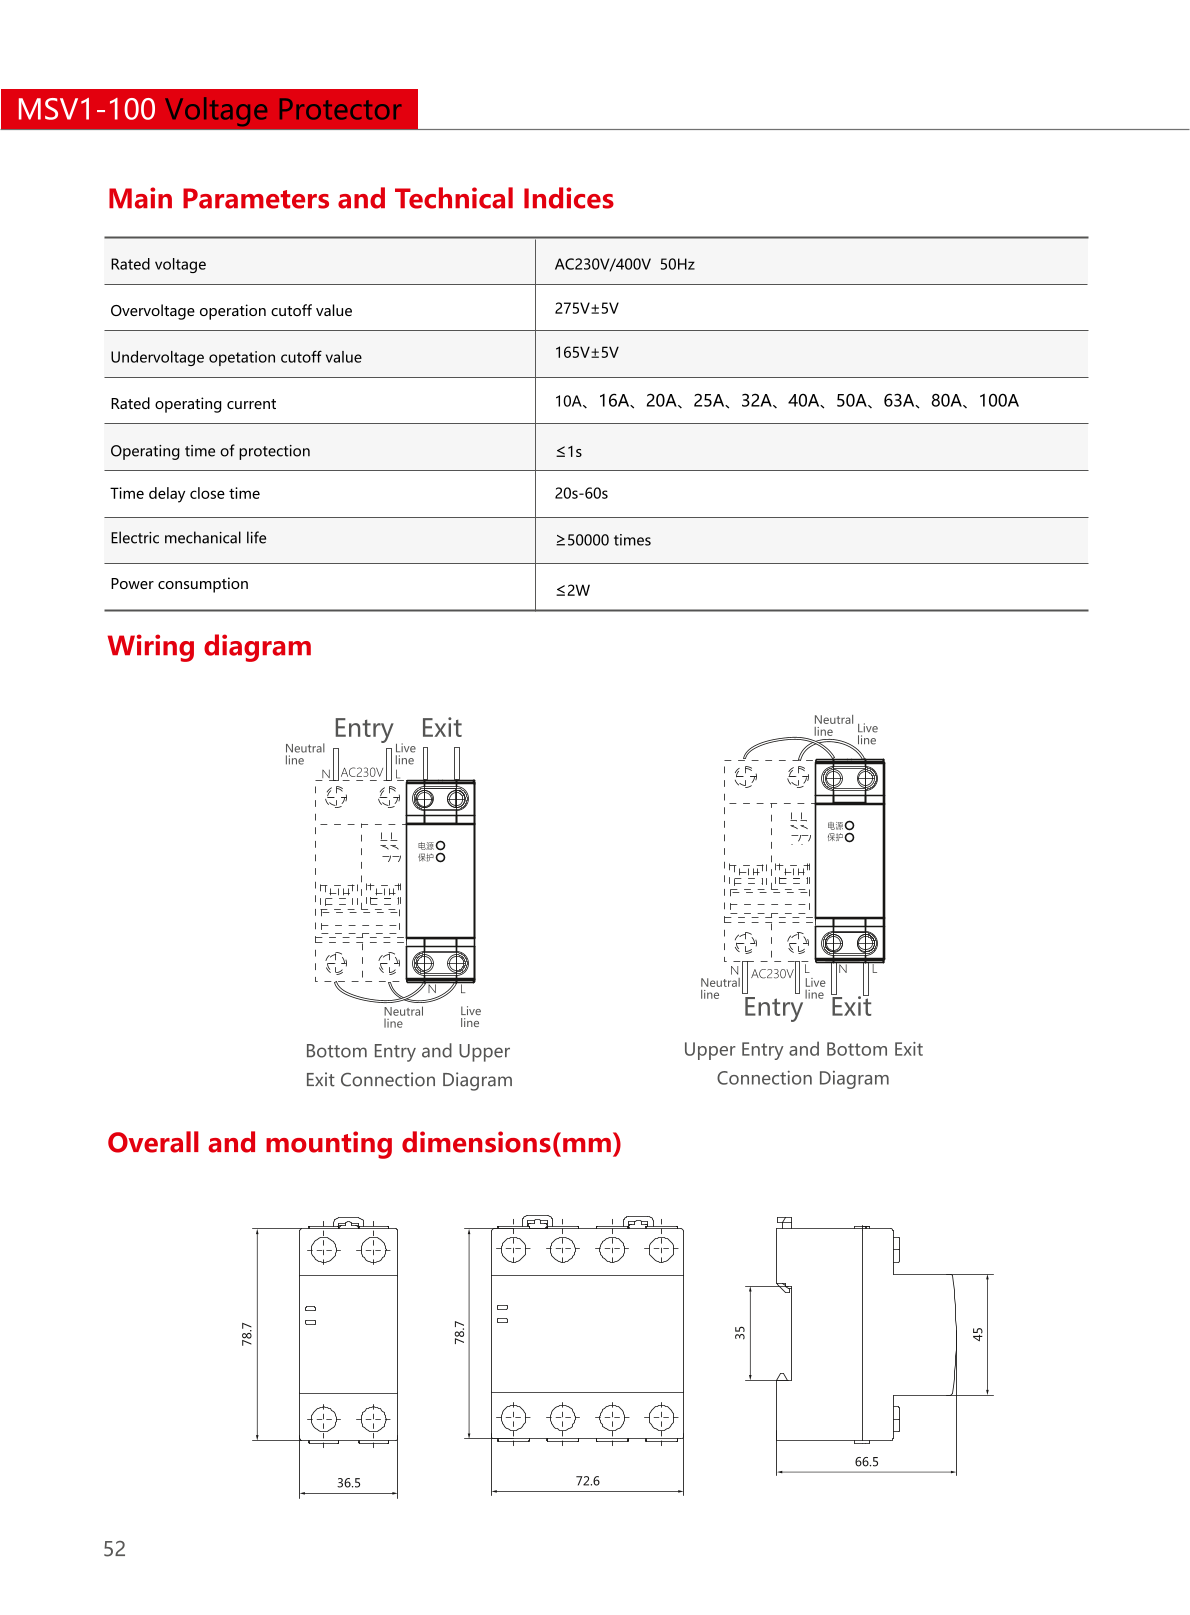 MSV1-100 Voltage Protector
Main Parameters and Technical Indices
Rated voltage AC230V/400V 50Hz
Overvoltage operation cutoff value 275V±5V
Undervoltage opetation cutoff value 165V±5V
Rated operating current 10A、16A、20A、25A、32A、40A、50A、63A、80A、100A
Operating time of protection ≤1s
Time delay close time 20s-60s
Electric mechanical life ≥50000 times
Power consumption ≤2W
Wiring diagram
Entry Exit
Neutral
line
Live
line
N AC230V L
电源
保护
N L
Neutral
line
Live
line
Bottom Entry and Upper
Exit Connection Diagram
Neutral
line
Live
line
电源
保护
N AC230V L N L
Neutral
line
Live
line
Entry Exit
Upper Entry and Bottom Exit
Connection Diagram
Overall and mounting dimensions(mm)
78.7
36.5
78.7
72.6
35
45
66.5
52